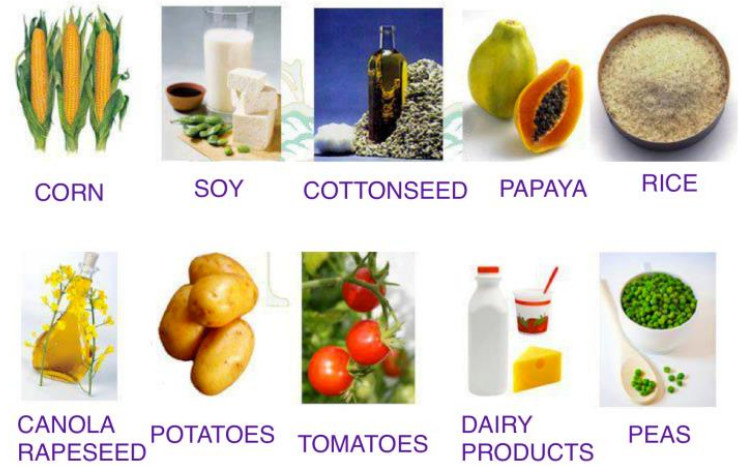 CORN
SOY
COTTONSEED
PAPAYA
RICE
CANOLA
RAPESEED
POTATOES
TOMATOES
DAIRY
PRODUCTS
PEAS